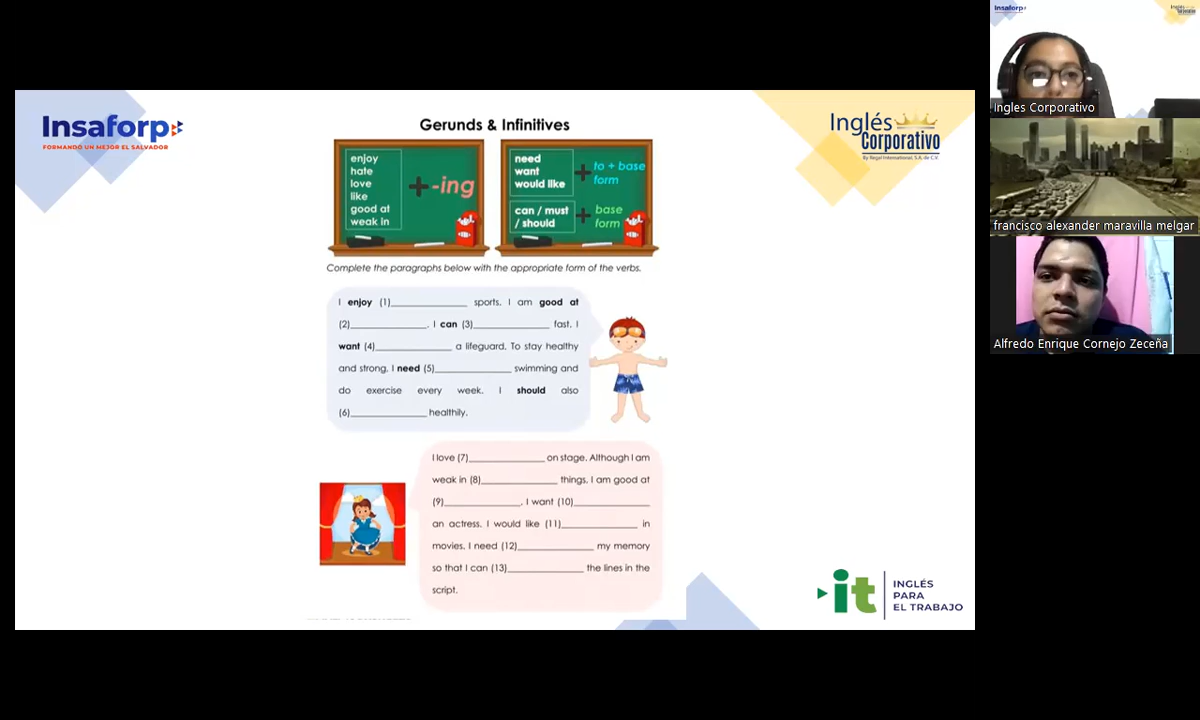 Insaforp
FORMANDO UN MEJOR EL SALVADOR
Inglés
Corporativo
By Regal International, S.A. de C.V.
Gerunds & Infinitives
enjoy
hate
love
like
good at
weak in
+ -ing
need
want
would like
+ to + base
form
can / must
/ should
+ base
form
Complete the paragraphs below with the appropriate form of the verbs.
I enjoy (1)______________ sports. I am good at
(2)______________. I can (3)______________ fast. I
want (4)______________ a lifeguard. To stay healthy
and strong. I need (5)______________ swimming and
do exercise every week. I should also
(6)______________ healthily.
I love (7)______________ on stage. Although I am
weak in (8)______________ things. I am good at
(9)______________. I want (10)______________
an actress. I would like (11)______________ in
movies. I need (12)______________ my memory
so that I can (13)______________ the lines in the
script.
it
INGLÉS
PARA
EL TRABAJO
Insaforp
Ingles Corporativo
francisco alexander maravilla melgar
Alfredo Enrique Cornejo Zeceña